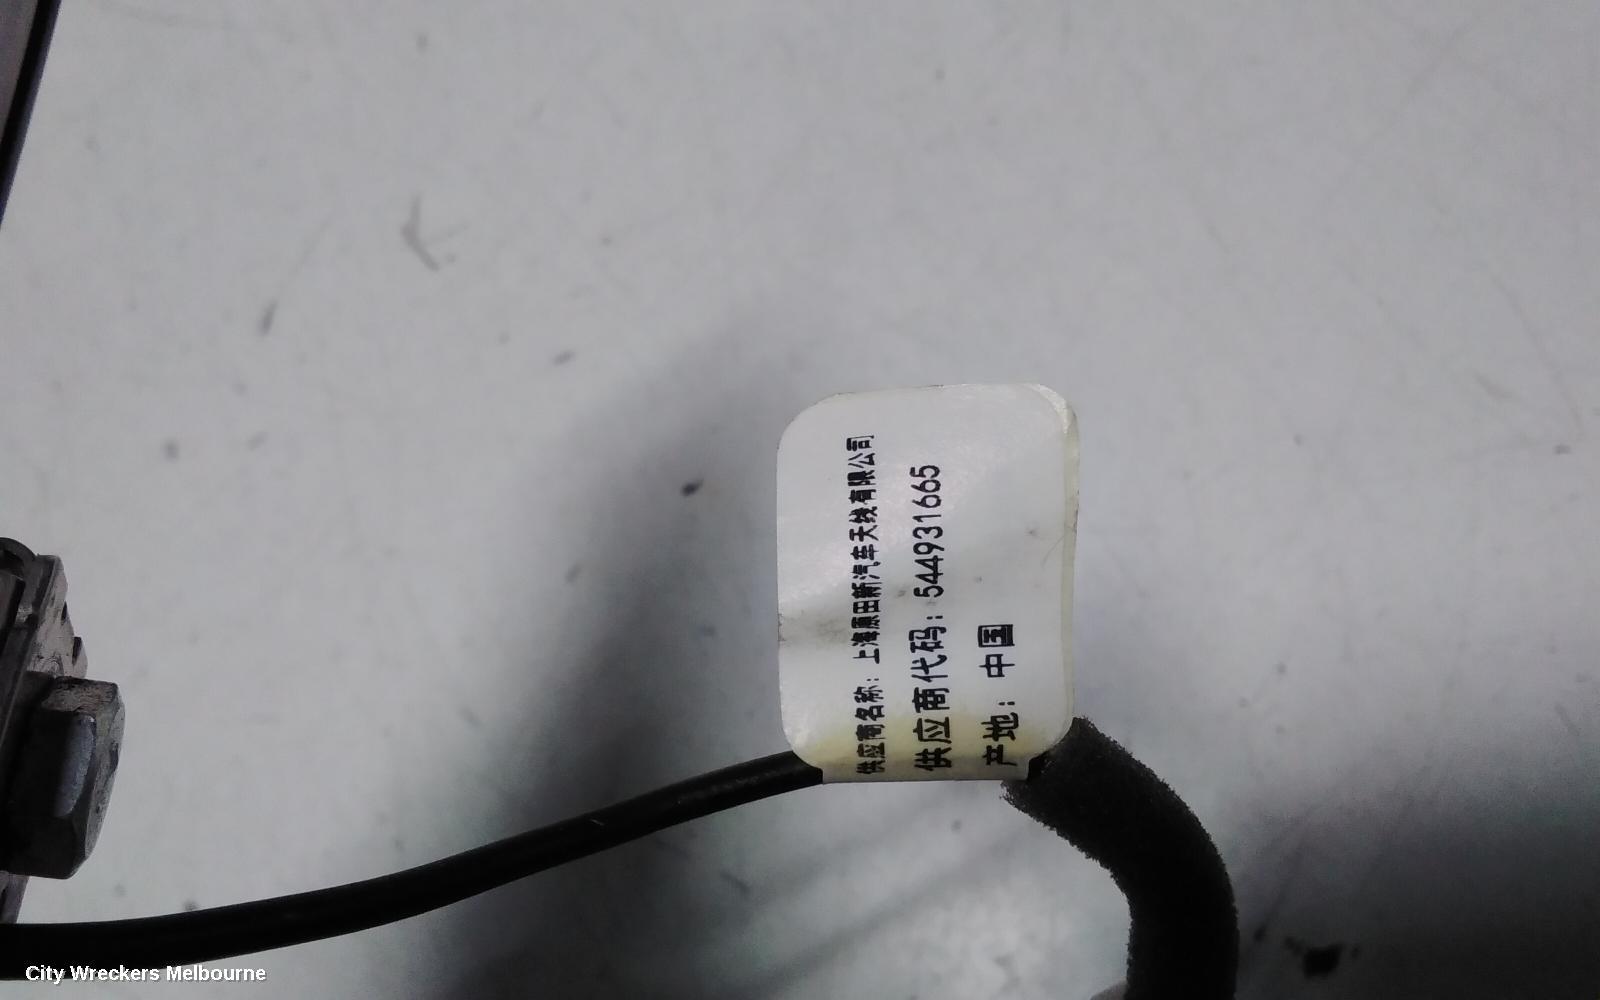 供应商名称：上海原田新汽车天线有限公司
供应商代码：544931665
产地：中国
City Wreckers Melbourne